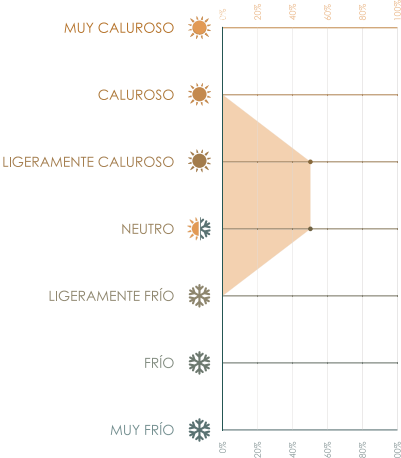 0% 20% 40% 60% 80% 100%
MUY CALUROSO
CALUROSO
LIGERAMENTE CALUROSO
NEUTRO
LIGERAMENTE FRÍO
FRÍO
MUY FRÍO
0% 20% 40% 60% 80% 100%